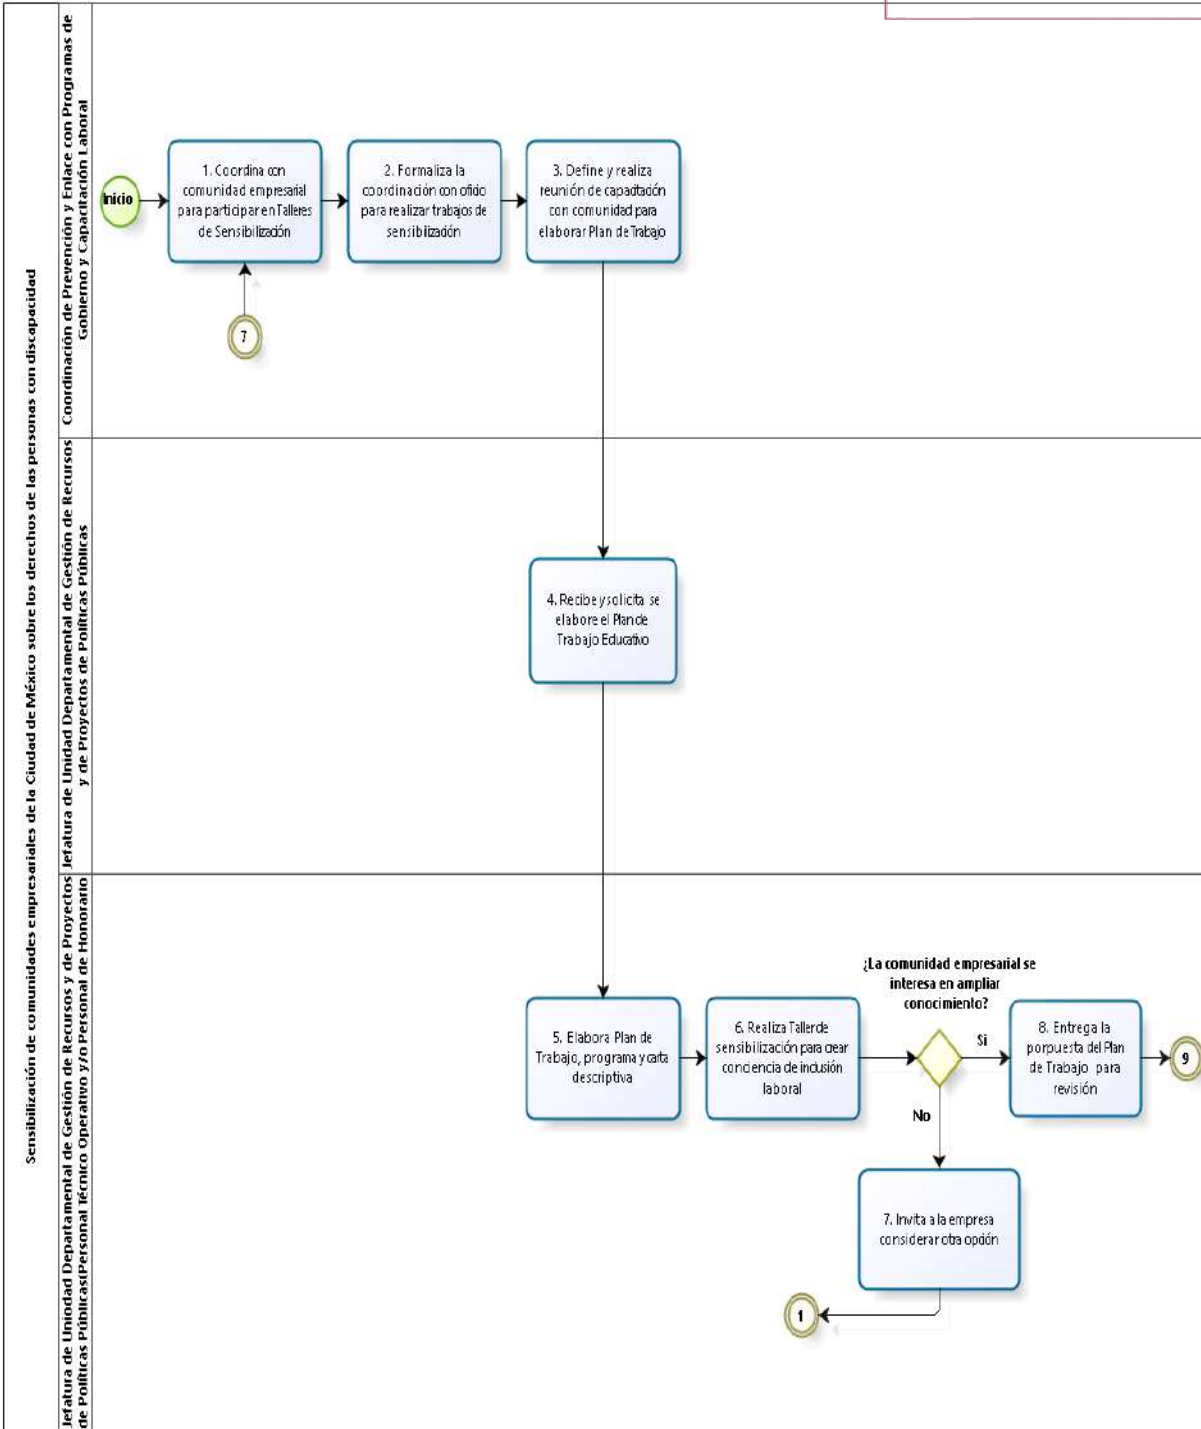 Sensibilización de comunidades empresariales de la Ciudad de México sobre los derechos de las personas con discapacidad
Coordinación de Prevención y Enlace con Programas de
Gobierno y Capacitación Laboral
Inicio
1. Coordina con
comunidad empresarial
para participar en Talleres
de Sensibilización
2. Formaliza la
coordinación con oficio
para realizar trabajos de
sensibilización
3. Define y realiza
reunión de capacitación
con comunidad para
elaborar Plan de Trabajo
7
Jefatura de Unidad Departamental de Gestión de Recursos
y de Proyectos de Políticas Públicas
4. Recibe y solicita se
elabore el Plan de
Trabajo Educativo
Jefatura de Uniodad Departamental de Gestión de Recursos y de Proyectos
de Políticas Públicas(Personal Técnico Operativo y/o Personal de Honorario
5. Elabora Plan de
Trabajo, programa y carta
descriptiva
6. Realiza Taller de
sensibilización para crear
conciencia de inclusión
laboral
¿La comunidad empresarial se
interesa en ampliar
conocimiento?
Si
8. Entrega la
porpuesta del Plan
de Trabajo para
revisión
9
No
7. Invita a la empresa
considerar otra opción
1